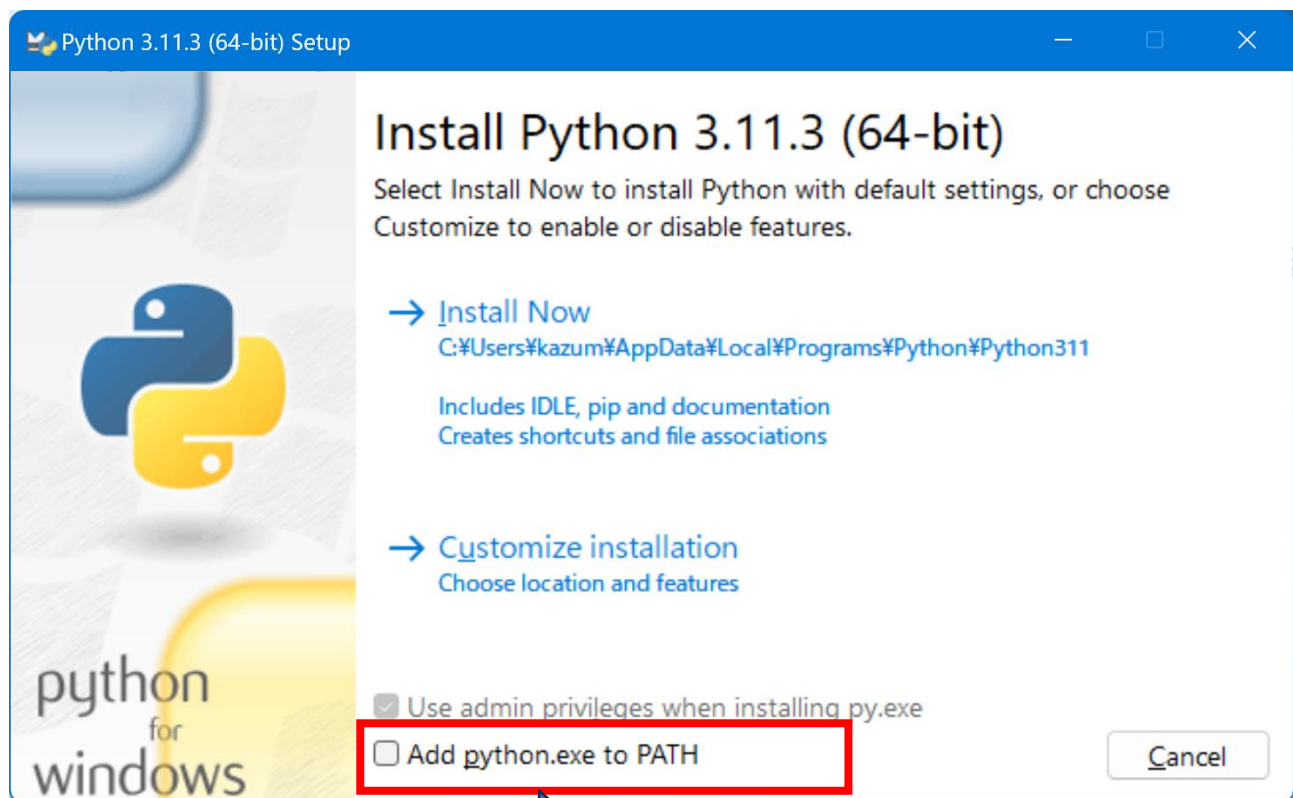 Python 3.11.3 (64-bit) Setup
Install Python 3.11.3 (64-bit)
Select Install Now to install Python with default settings, or choose
Customize to enable or disable features.
Install Now
C:¥Users¥kazum¥AppData¥Local¥Programs¥Python¥Python311
Includes IDLE, pip and documentation
Creates shortcuts and file associations
Customize installation
Choose location and features
Use admin privileges when installing py.exe
Add python.exe to PATH
Cancel
python
for
windows